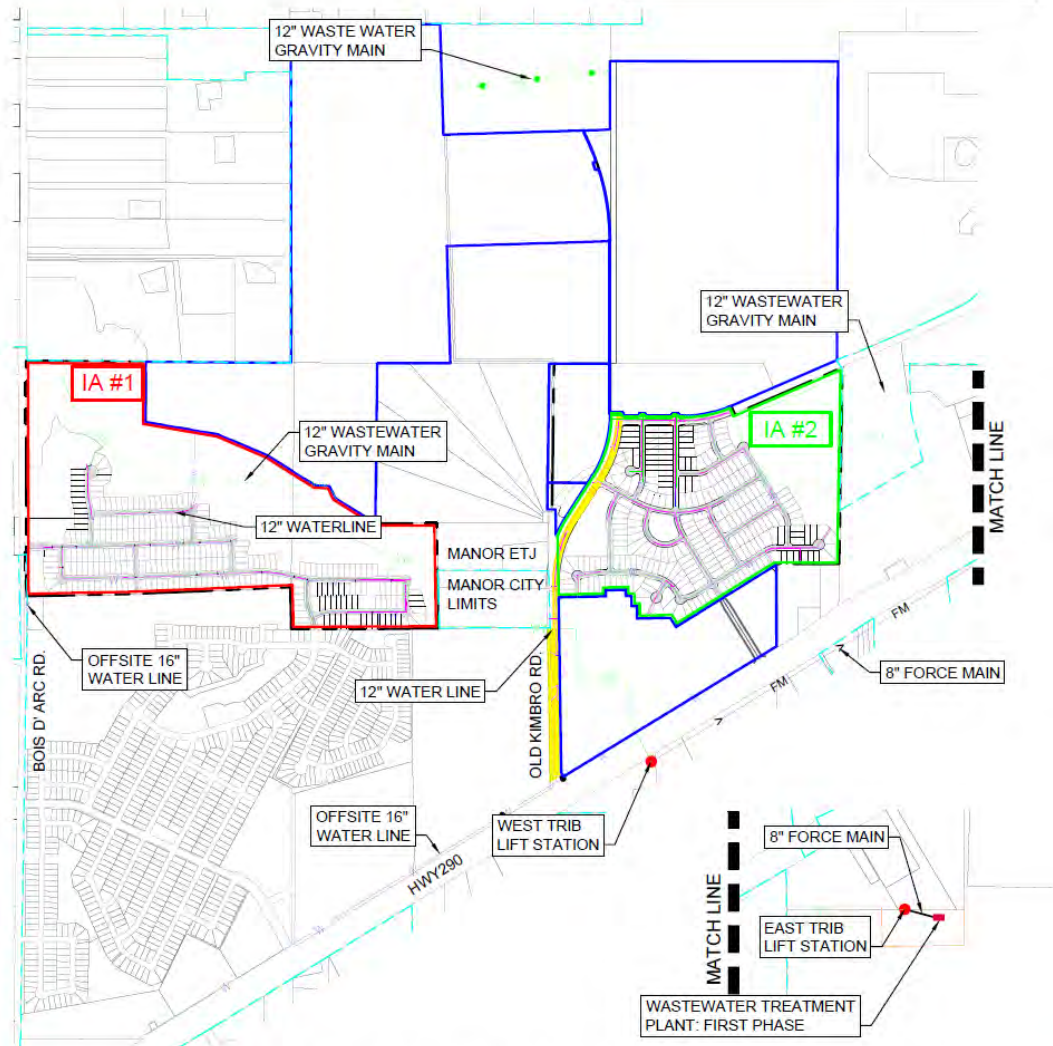 12" WASTE WATER
GRAVITY MAIN
12" WASTEWATER
GRAVITY MAIN
IA #1
IA #2
12" WASTEWATER
GRAVITY MAIN
MATCH LINE
12" WATERLINE
MANOR ETJ
MANOR CITY
LIMITS
OFFSITE 16"
WATER LINE
BOIS D' ARC RD.
12" WATER LINE
OLD KIMBRO RD.
FM
FM
8" FORCE MAIN
OFFSITE 16"
WATER LINE
HWY290
WEST TRIB
LIFT STATION
MATCH LINE
8" FORCE MAIN
EAST TRIB
LIFT STATION
WASTEWATER TREATMENT
PLANT: FIRST PHASE